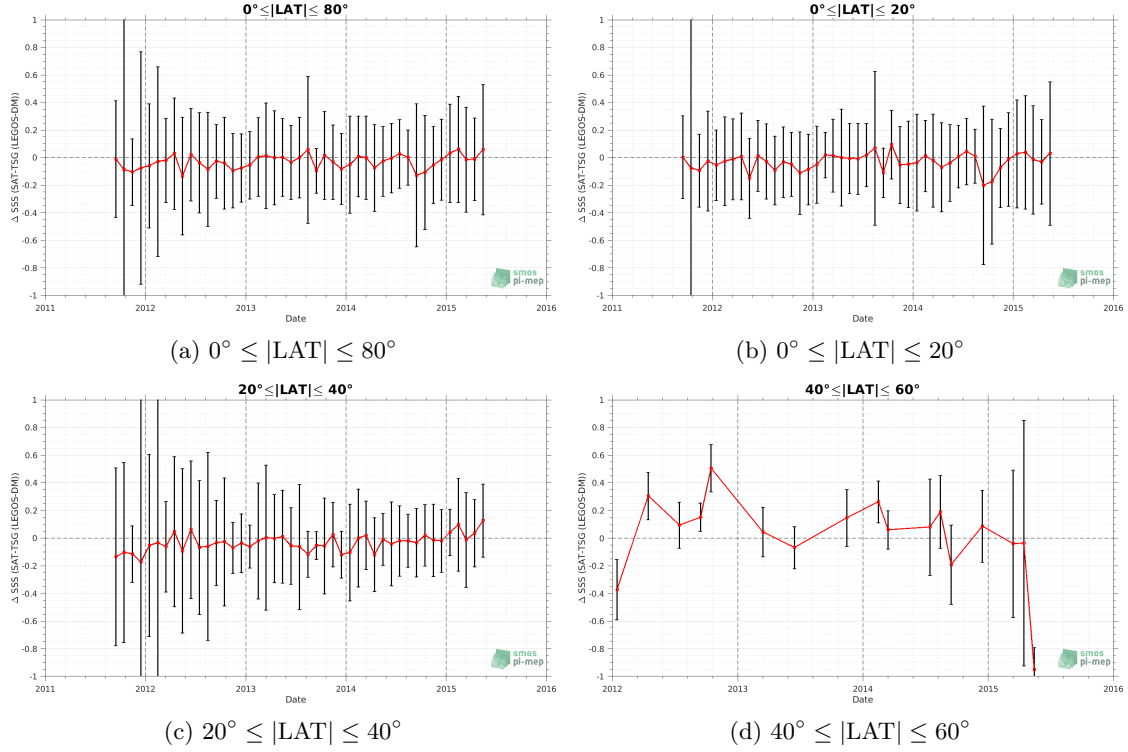 0°≤|LAT|≤ 80°
Δ SSS (SAT-TSG (LEGOS-DM))
1
0.8
0.6
0.4
0.2
0
-0.2
-0.4
-0.6
-0.8
-1
2011
2012
2013
2014
2015
2016
Date
smos
pi-mep
(a) 0° ≤ |LAT| ≤ 80°
0°≤|LAT|≤ 20°
Δ SSS (SAT-TSG (LEGOS-DM))
1
0.8
0.6
0.4
0.2
0
-0.2
-0.4
-0.6
-0.8
-1
2011
2012
2013
2014
2015
2016
Date
smos
pi-mep
(b) 0° ≤ |LAT| ≤ 20°
20°≤|LAT|≤ 40°
Δ SSS (SAT-TSG (LEGOS-DM))
1
0.8
0.6
0.4
0.2
0
-0.2
-0.4
-0.6
-0.8
-1
2011
2012
2013
2014
2015
2016
Date
smos
pi-mep
(c) 20° ≤ |LAT| ≤ 40°
40°≤|LAT|≤ 60°
Δ SSS (SAT-TSG (LEGOS-DM))
1
0.8
0.6
0.4
0.2
0
-0.2
-0.4
-0.6
-0.8
-1
2012
2013
2014
2015
2016
Date
smos
pi-mep
(d) 40° ≤ |LAT| ≤ 60°